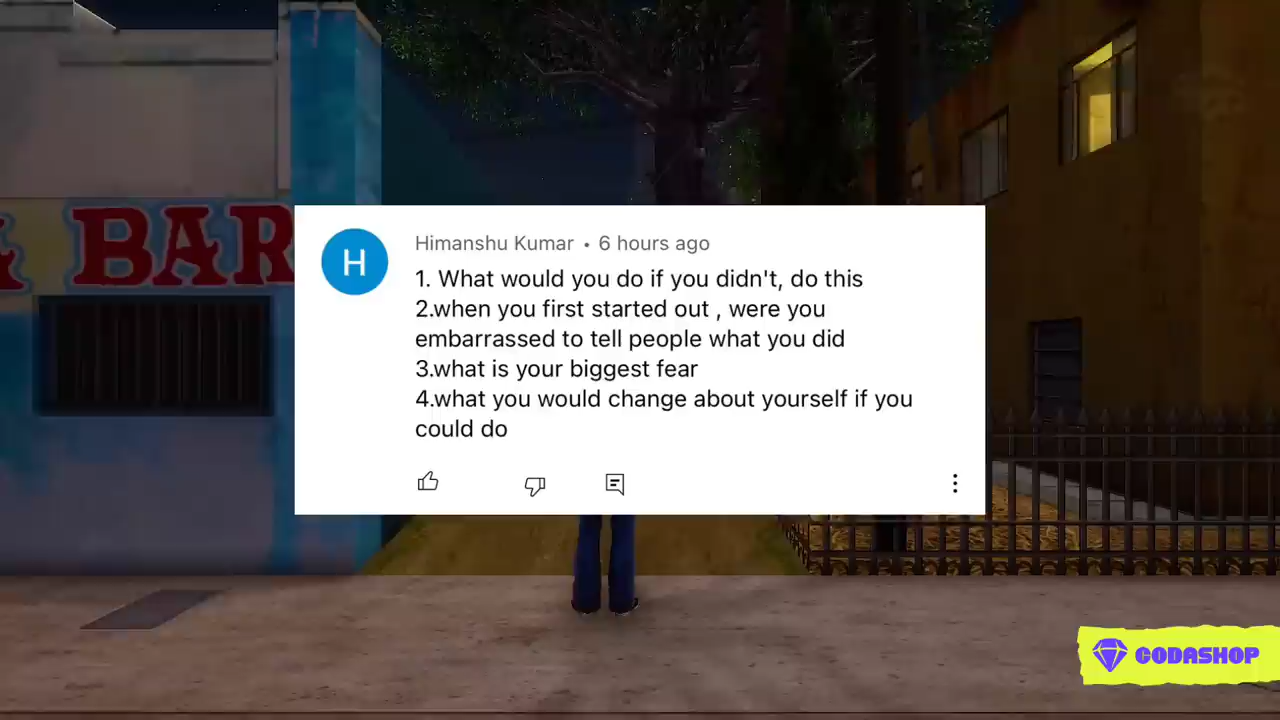 BAR
Himanshu Kumar • 6 hours ago
1. What would you do if you didn't, do this
2.when you first started out , were you
embarrassed to tell people what you did
3.what is your biggest fear
4.what you would change about yourself if you
could do
H
CODASHOP